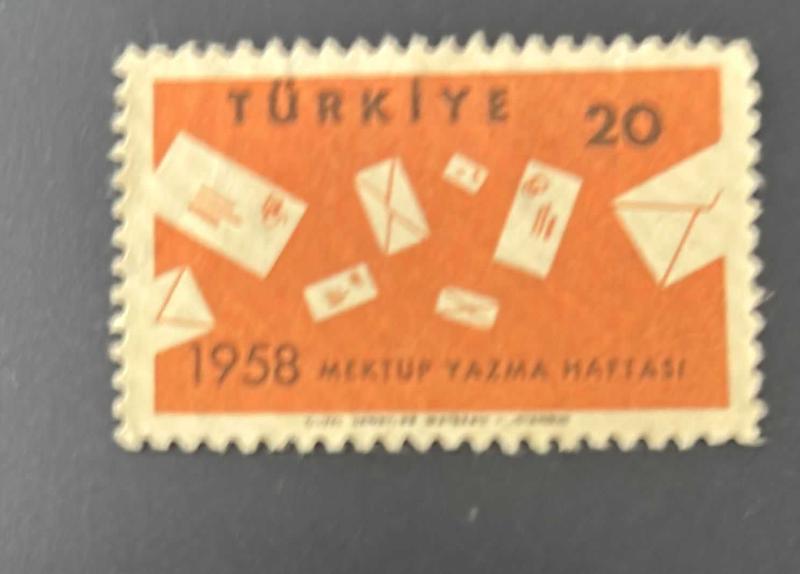 TÜRKİYE
20
1958 MEKTUP YAZMA HAFTASI